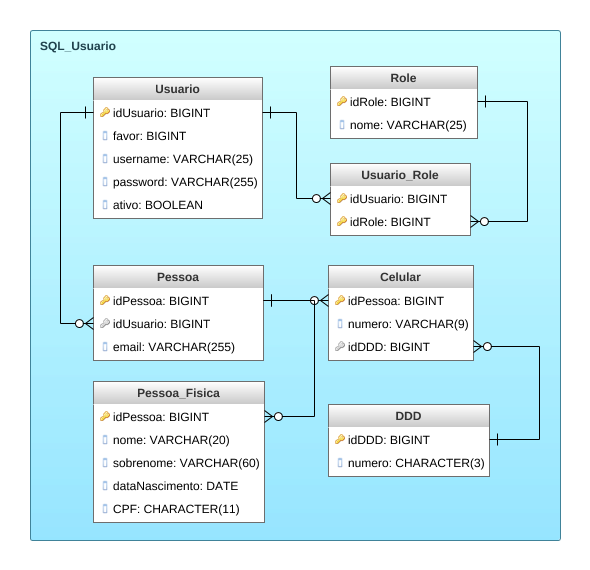 SQL_Usuario
Usuario
idUsuario: BIGINT
favor: BIGINT
username: VARCHAR(25)
password: VARCHAR(255)
ativo: BOOLEAN
Role
idRole: BIGINT
nome: VARCHAR(25)
Usuario_Role
idUsuario: BIGINT
idRole: BIGINT
Pessoa
idPessoa: BIGINT
idUsuario: BIGINT
email: VARCHAR(255)
Celular
idPessoa: BIGINT
numero: VARCHAR(9)
idDDD: BIGINT
Pessoa_Fisica
idPessoa: BIGINT
nome: VARCHAR(20)
sobrenome: VARCHAR(60)
dataNascimento: DATE
CPF: CHARACTER(11)
DDD
idDDD: BIGINT
numero: CHARACTER(3)